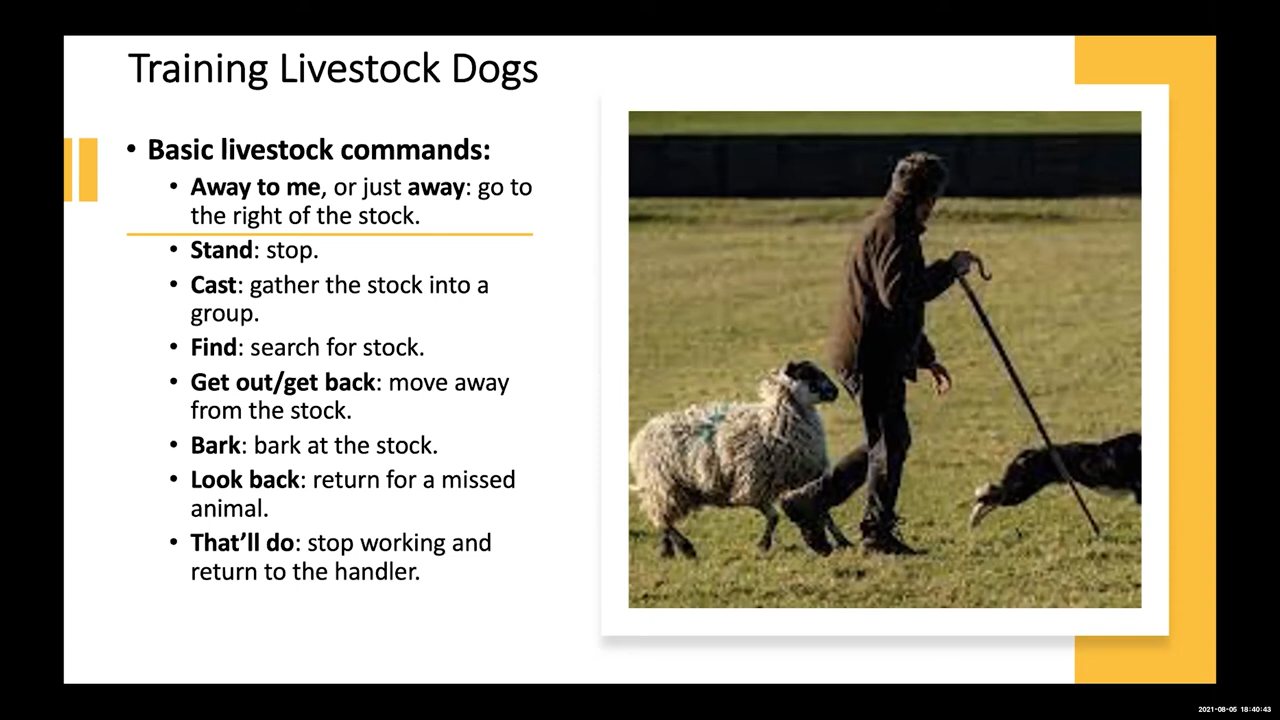 Training Livestock Dogs
• Basic livestock commands:
• Away to me, or just away: go to
the right of the stock.
• Stand: stop.
• Cast: gather the stock into a
group.
• Find: search for stock.
• Get out/get back: move away
from the stock.
• Bark: bark at the stock.
• Look back: return for a missed
animal.
• That’ll do: stop working and
return to the handler.
2021-08-05 18:40:43